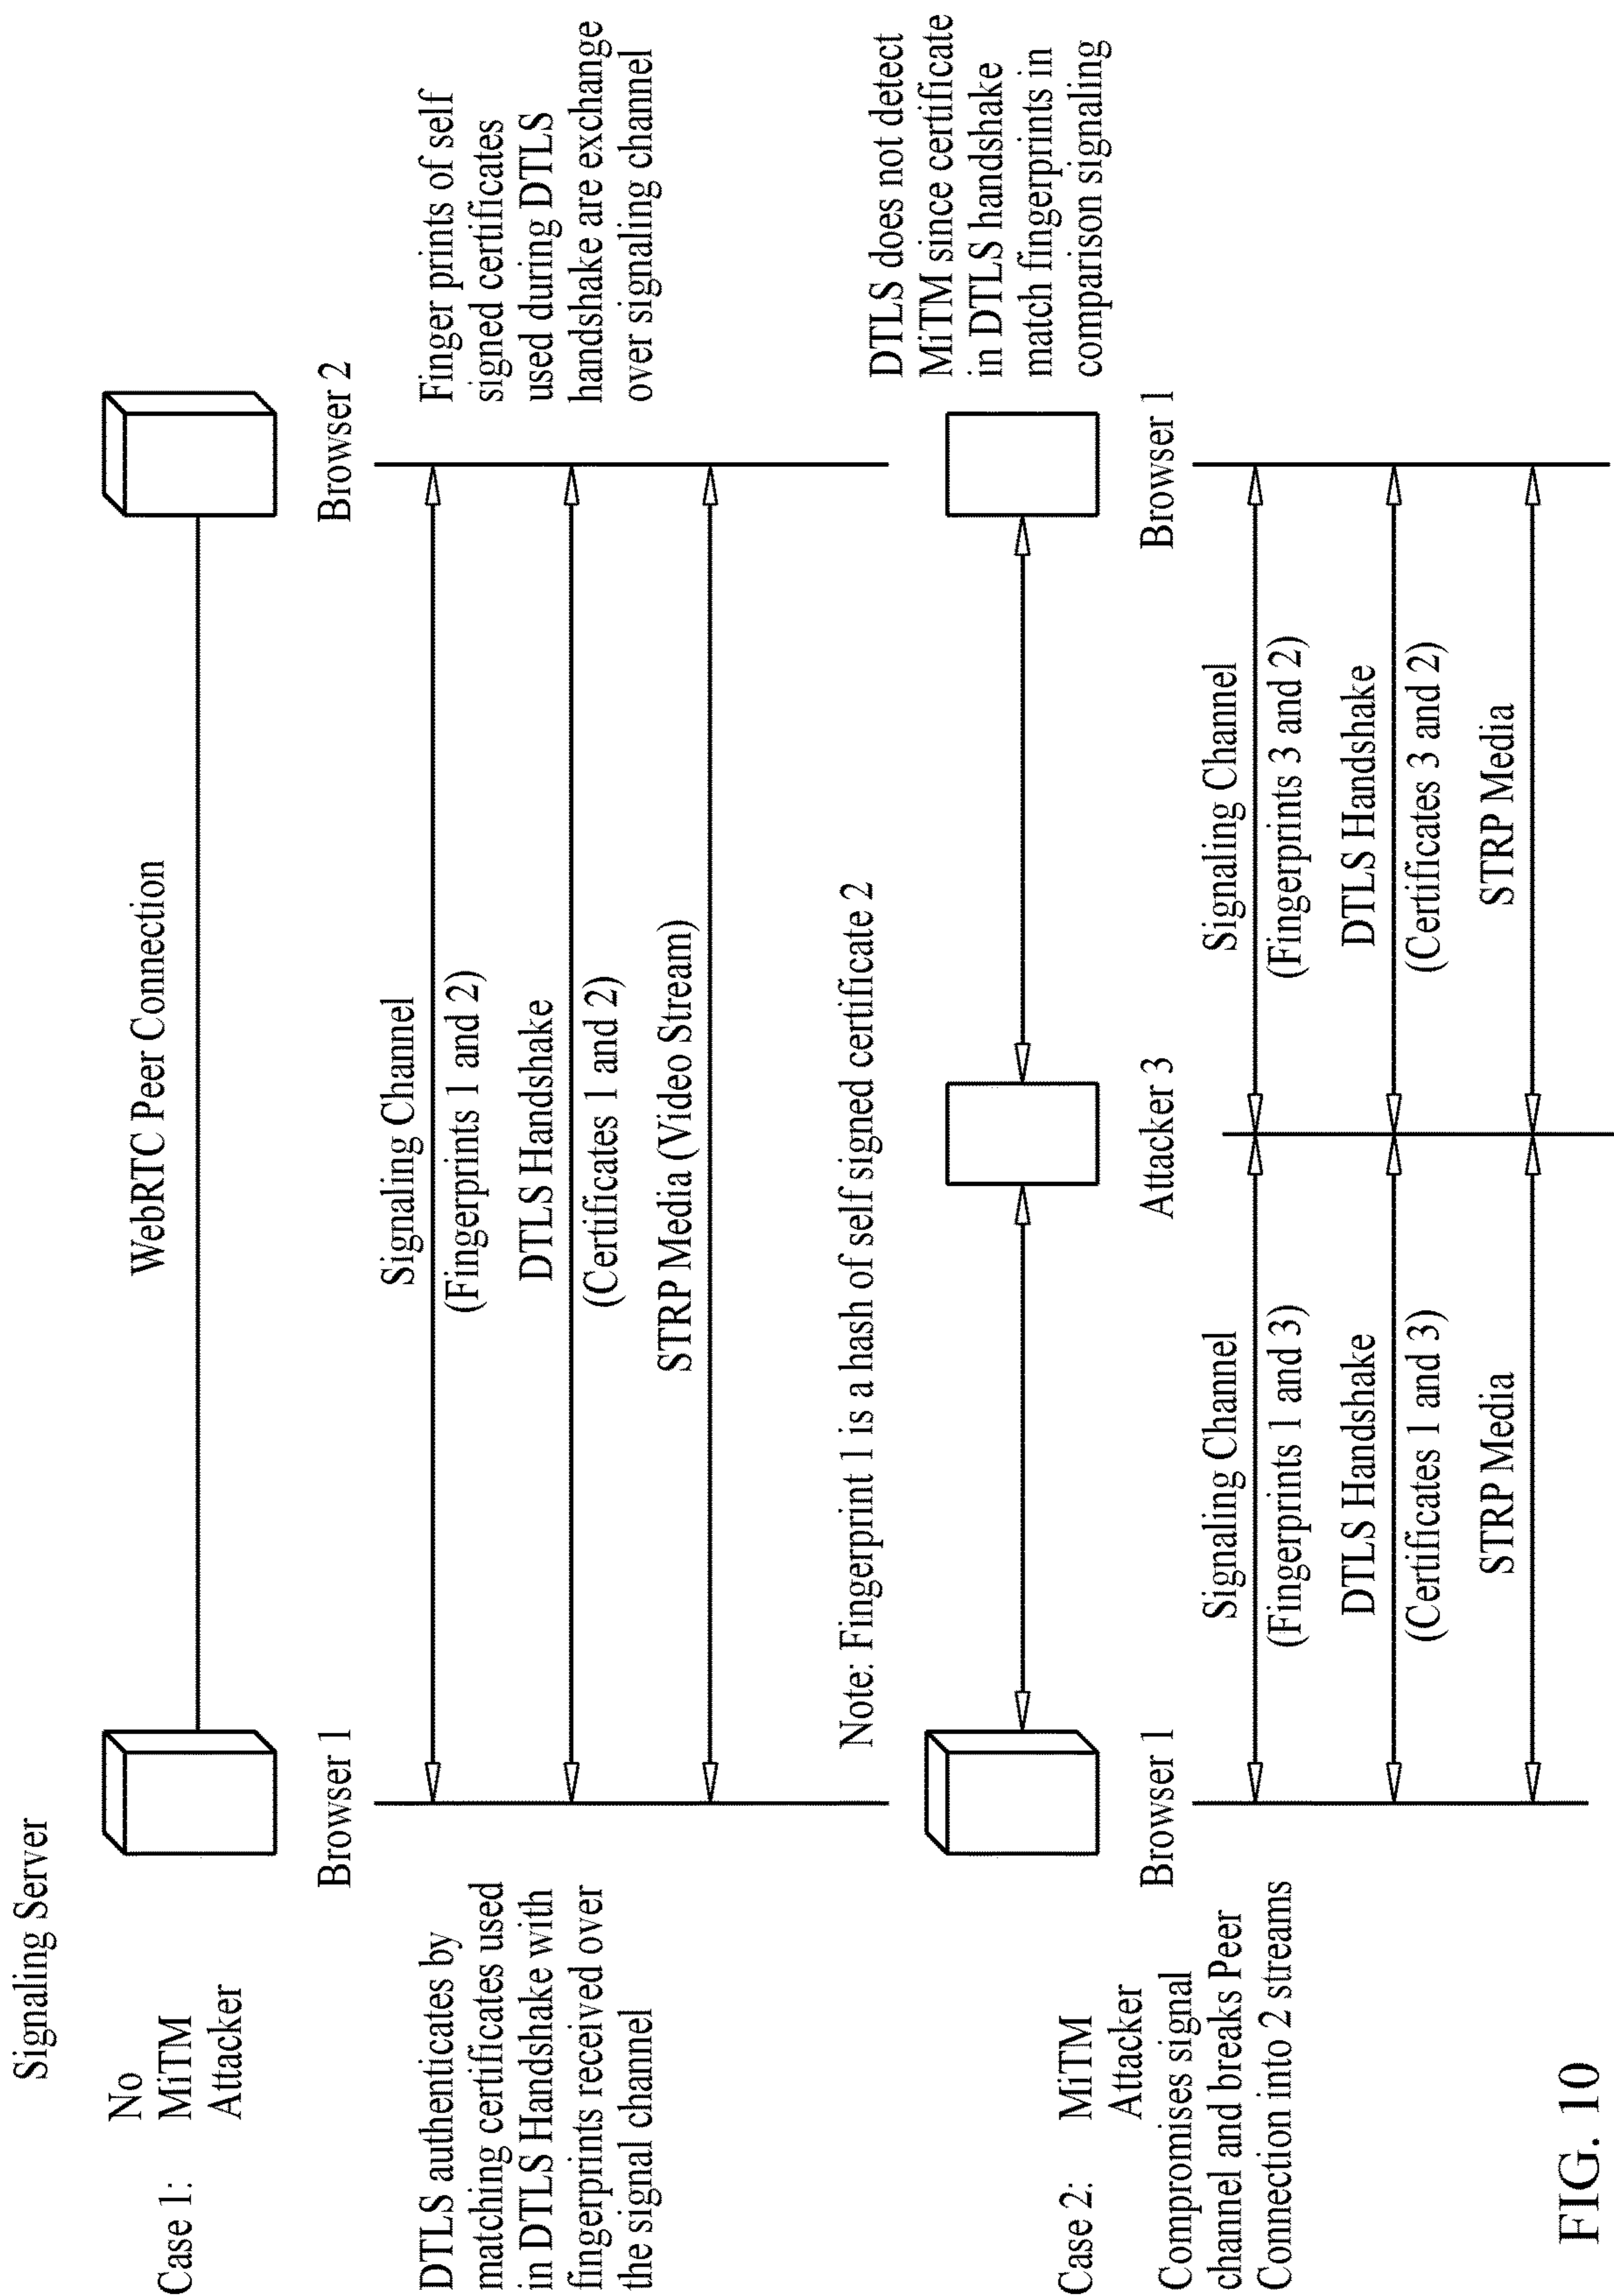 Signaling Server
No
Case 1: MiTM
Attacker
WebRTC Peer Connection
Browser 1
Browser 2
DTLS authenticates by
matching certificates used
in DTLS Handshake with
fingerprints received over
the signal channel
Signaling Channel
(Fingerprints 1 and 2)
DTLS Handshake
(Certificates 1 and 2)
STRP Media (Video Stream)
Finger prints of self
signed certificates
used during DTLS
handshake are exchange
over signaling channel
Note: Fingerprint 1 is a hash of self signed certificate 2
Case 2: MiTM
Attacker
Compromises signal
channel and breaks Peer
Connection into 2 streams
Browser 1
Attacker 3
Browser 1
DTLS does not detect
MiTM since certificate
in DTLS handshake
match fingerprints in
comparison signaling
Signaling Channel
(Fingerprints 1 and 3)
DTLS Handshake
(Certificates 1 and 3)
STRP Media
Signaling Channel
(Fingerprints 3 and 2)
DTLS Handshake
(Certificates 3 and 2)
STRP Media
FIG. 10